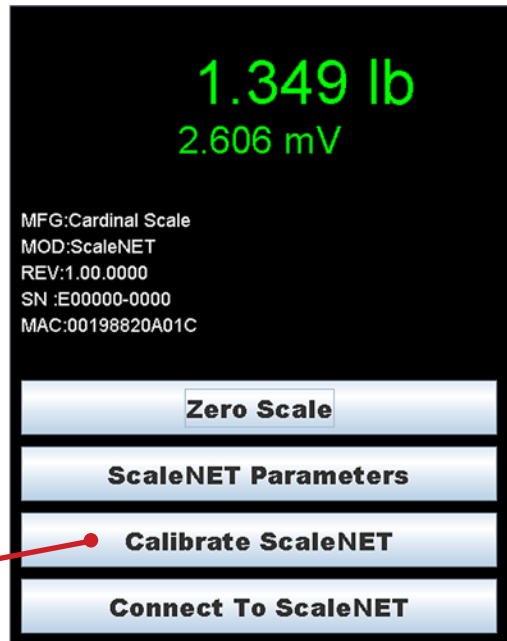 1.349 lb
2.606 mV
MFG:Cardinal Scale
MOD:ScaleNET
REV:1.00.0000
SN :E00000-0000
MAC:00198820A01C
Zero Scale
ScaleNET Parameters
Calibrate ScaleNET
Connect To ScaleNET